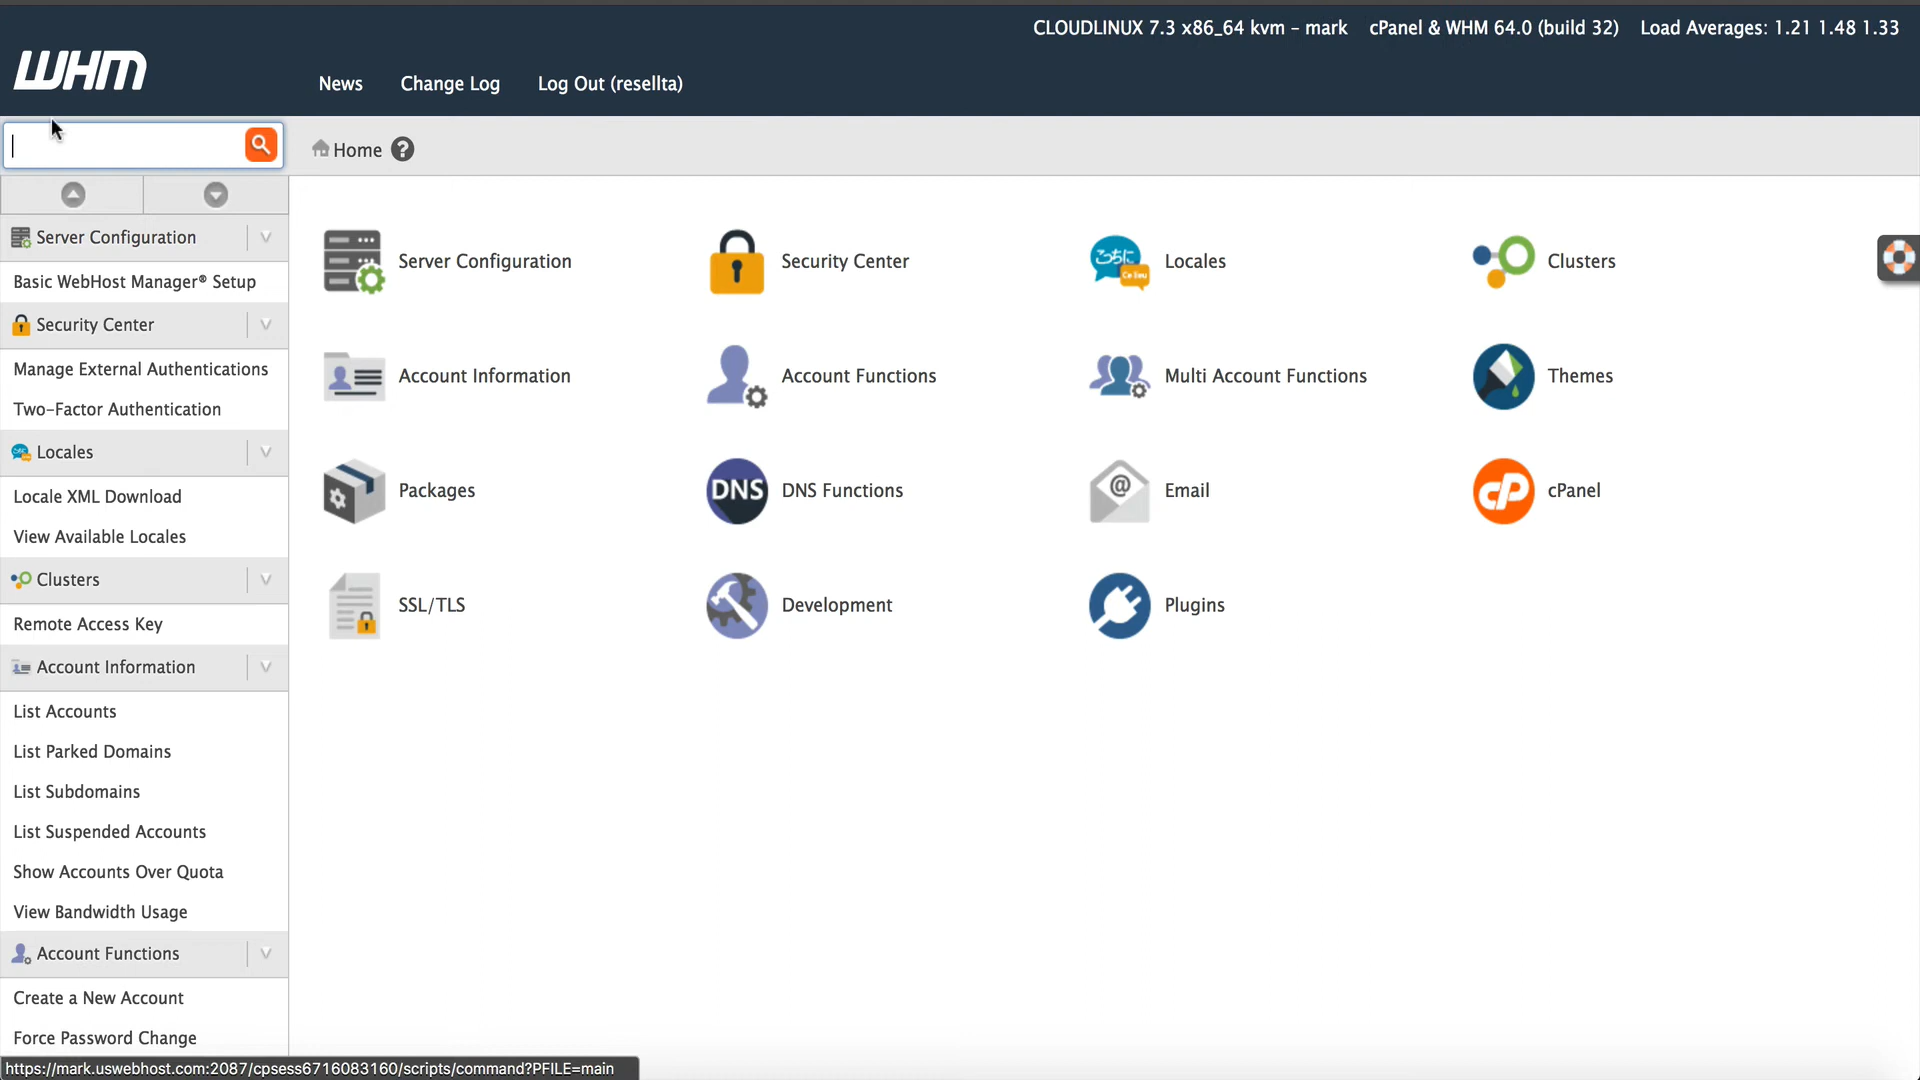 CLOUDLINUX 7.3 x86_64 kvm – mark cPanel & WHM 64.0 (build 32) Load Averages: 1.21 1.48 1.33
WHM
News Change Log Log Out (resellta)
Home ?
Server Configuration
Basic WebHost Manager® Setup
Security Center
Manage External Authentications
Two-Factor Authentication
Locales
Locale XML Download
View Available Locales
Clusters
Remote Access Key
Account Information
List Accounts
List Parked Domains
List Subdomains
List Suspended Accounts
Show Accounts Over Quota
View Bandwidth Usage
Account Functions
Create a New Account
Force Password Change
Server Configuration
Security Center
Locales
Clusters
Account Information
Account Functions
Multi Account Functions
Themes
Packages
DNS
DNS Functions
@
Email
cP
cPanel
SSL/TLS
Development
Plugins
https://mark.uswebhost.com:2087/cpsess6716083160/scripts/command?PFILE=main